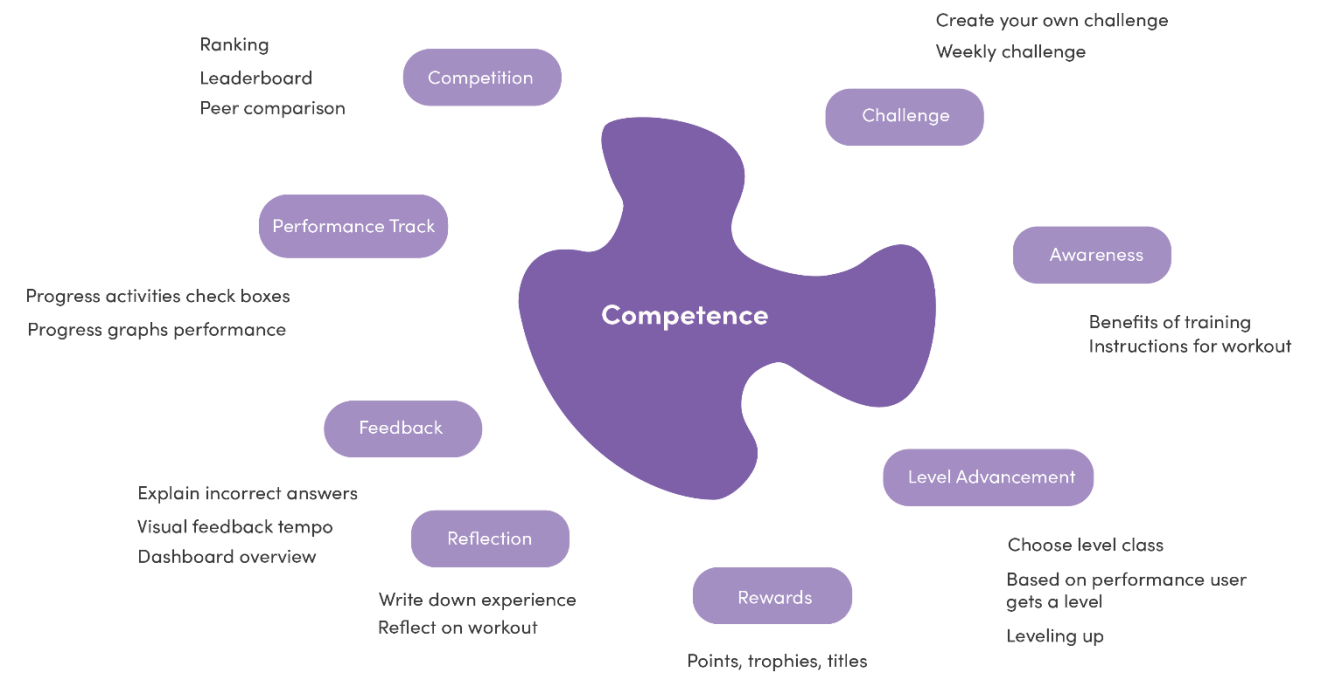 Create your own challenge
Weekly challenge
Challenge
Ranking
Leaderboard
Peer comparison
Competition
Performance Track
Progress activities check boxes
Progress graphs performance
Awareness
Benefits of training
Instructions for workout
Competence
Feedback
Explain incorrect answers
Visual feedback tempo
Dashboard overview
Reflection
Write down experience
Reflect on workout
Rewards
Points, trophies, titles
Level Advancement
Choose level class
Based on performance user
gets a level
Leveling up